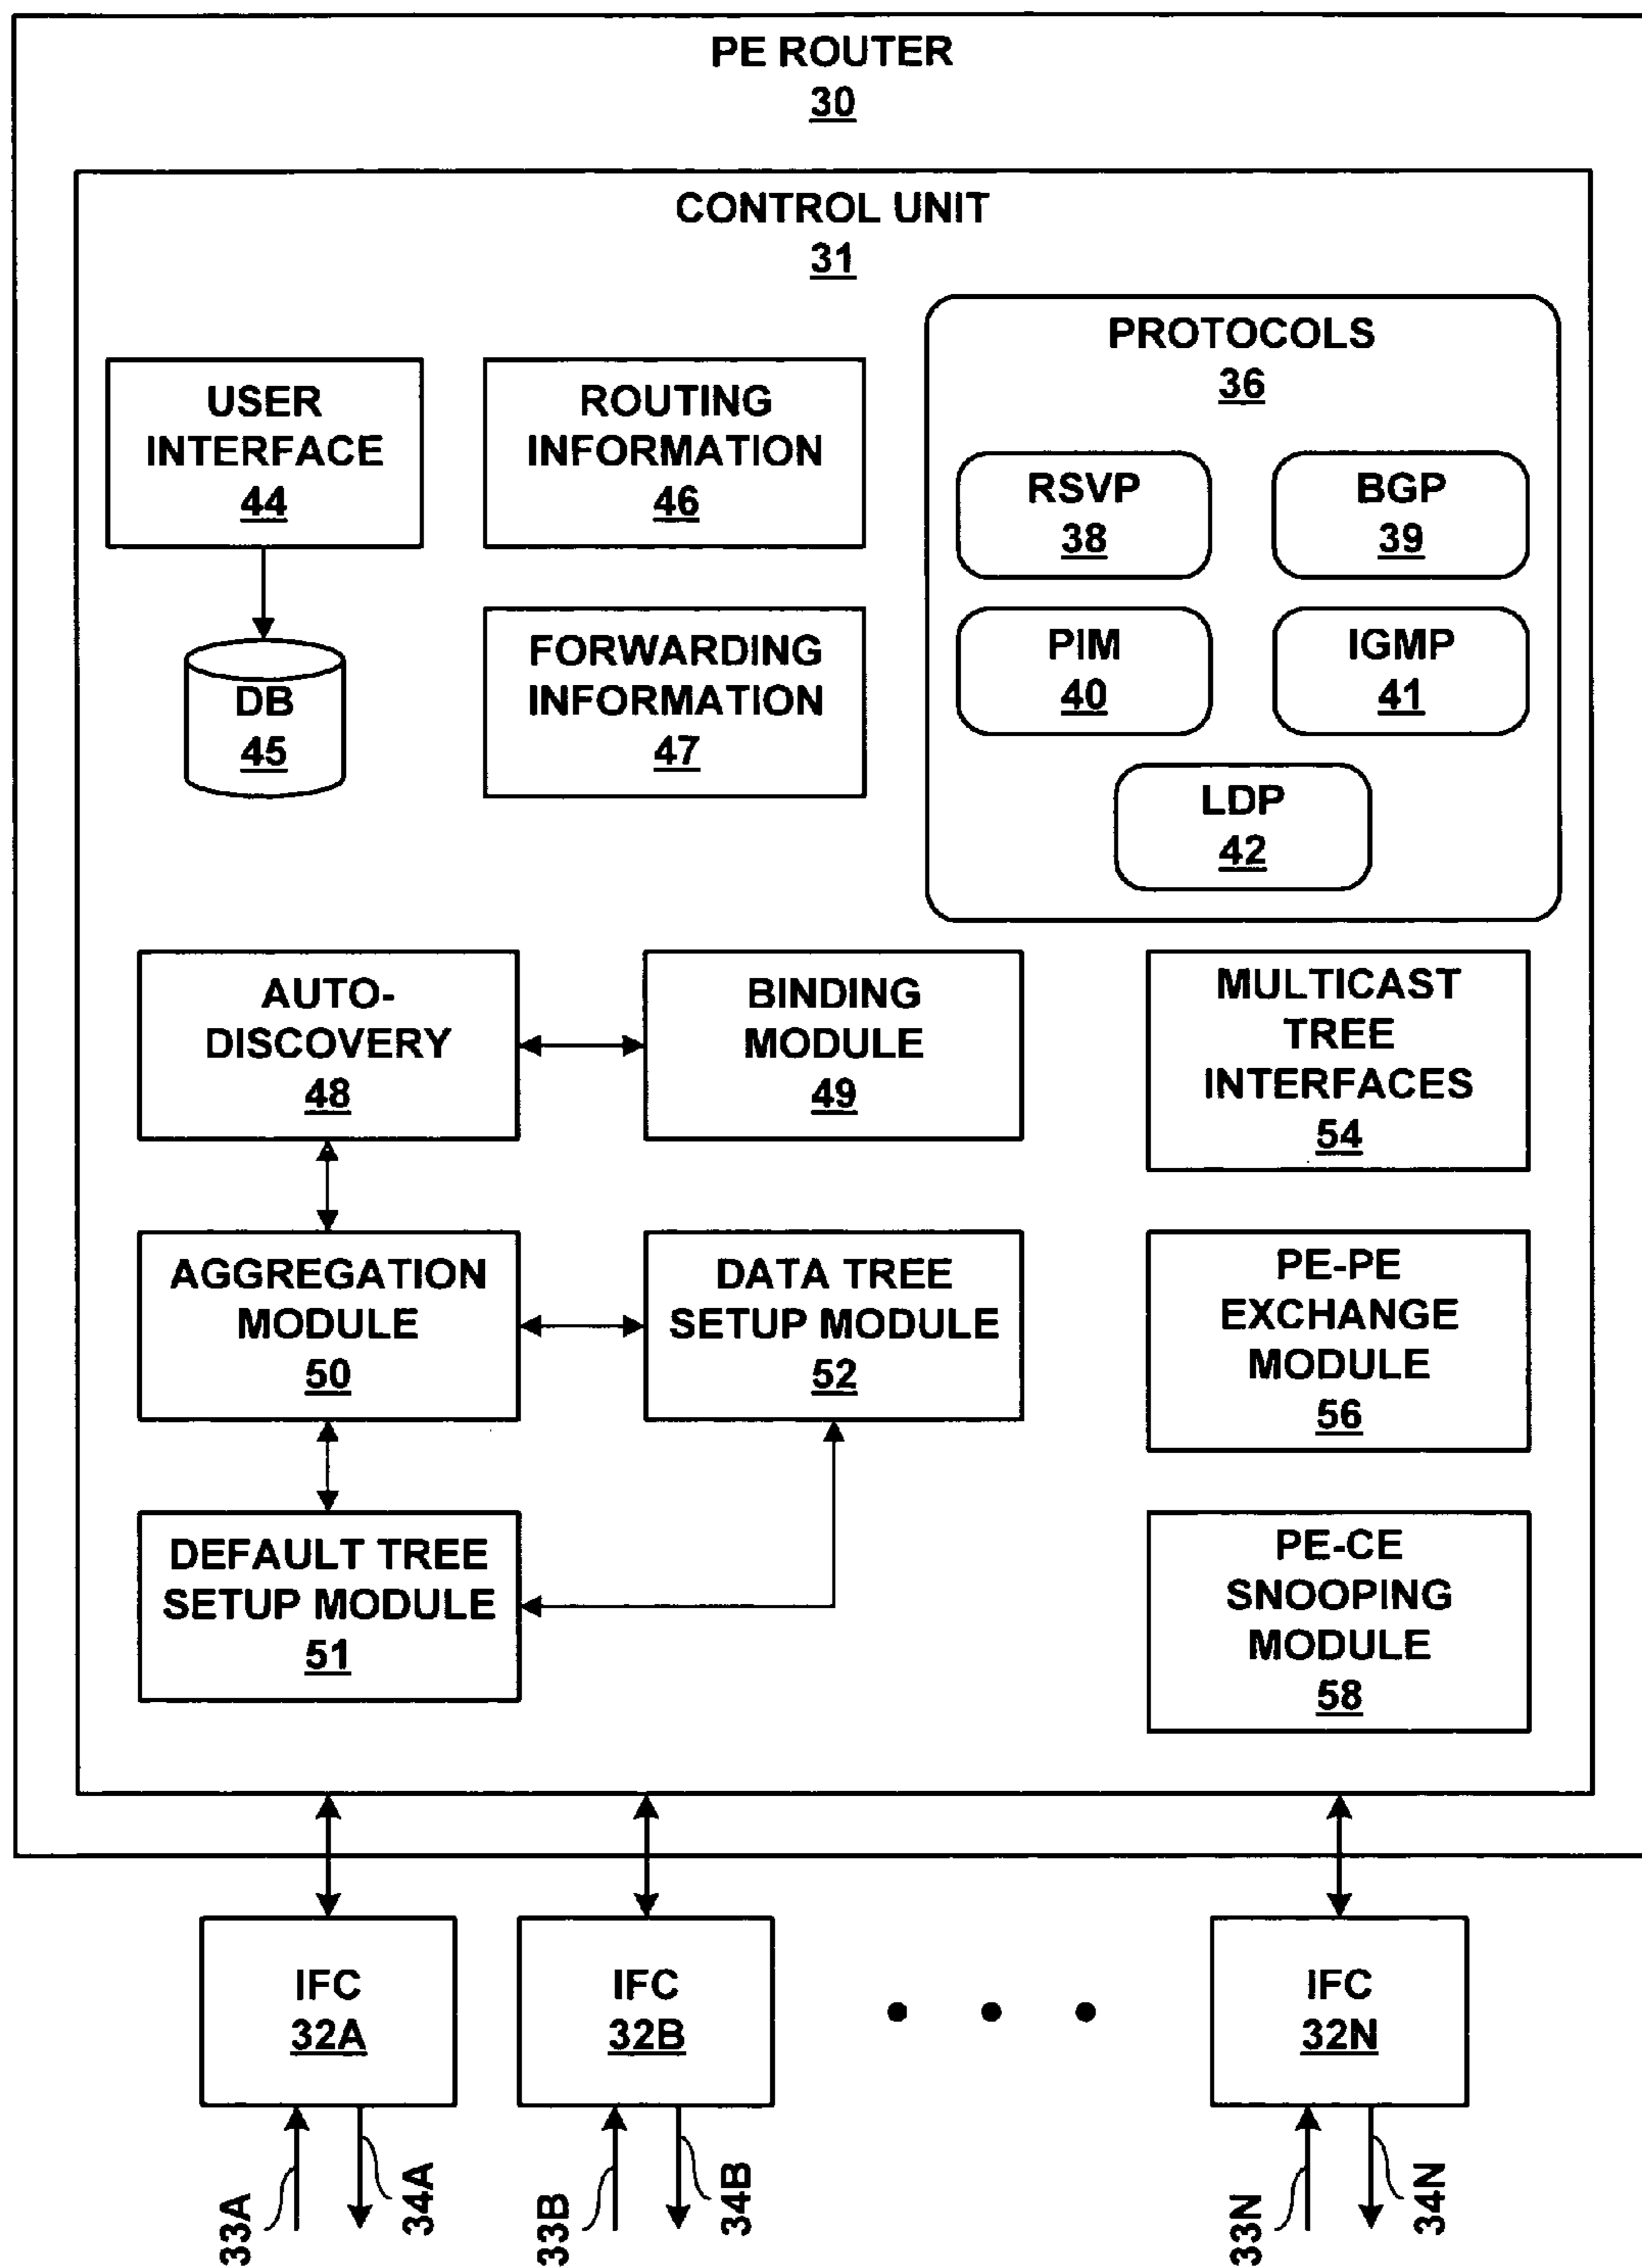 PE ROUTER
30
CONTROL UNIT
31
USER
INTERFACE
44
ROUTING
INFORMATION
46
PROTOCOLS
36
RSVP
38
BGP
39
PIM
40
IGMP
41
LDP
42
DB
45
FORWARDING
INFORMATION
47
AUTO-
DISCOVERY
48
BINDING
MODULE
49
MULTICAST
TREE
INTERFACES
54
AGGREGATION
MODULE
50
DATA TREE
SETUP MODULE
52
PE-PE
EXCHANGE
MODULE
56
DEFAULT TREE
SETUP MODULE
51
PE-CE
SNOOPING
MODULE
58
IFC
32A
IFC
32B
IFC
32N
33A
34A
33B
34B
33N
34N